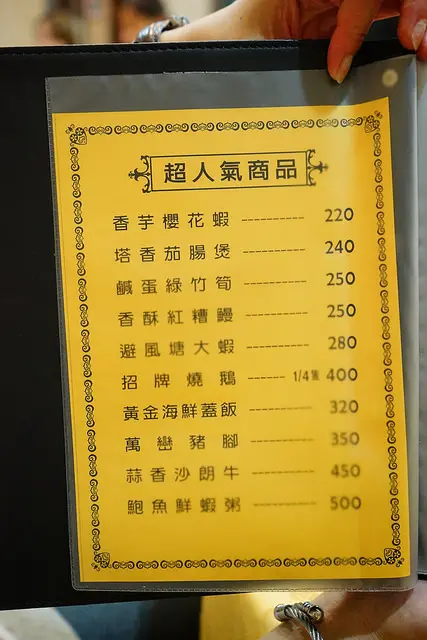 超人氣商品
香芋櫻花蝦 ---------- 220
塔香茄腸煲 ---------- 240
鹹蛋綠竹筍 ---------- 250
香酥紅糟鰻 ---------- 250
避風塘大蝦 ---------- 280
招牌燒鵝 ------ 1/4隻 400
黃金海鮮蓋飯 ---------- 320
萬巒豬腳 ---------- 350
蒜香沙朗牛 ---------- 450
鮑魚鮮蝦粥 ---------- 500